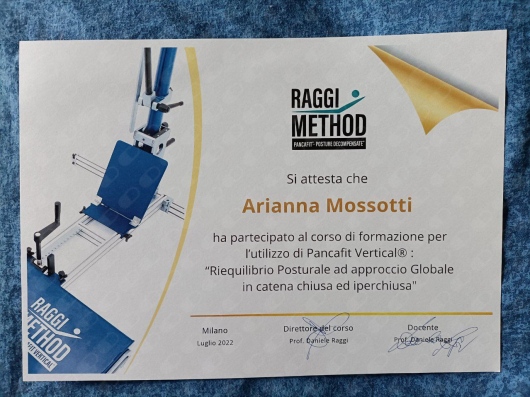 RAGGI
METHOD
PANCAFIT® - POSTURE DECOMPENSATE®
Si attesta che
Arianna Mossotti
ha partecipato al corso di formazione per
l'utilizzo di Pancafit Vertical® :
“Riequilibrio Posturale ad approccio Globale
in catena chiusa ed iperchiusa"
Milano
Luglio 2022
Direttore del corso
Prof. Daniele Raggi
Docente
Prof. Daniele Raggi
RAGGI
METHOD
FIT VERTICAL